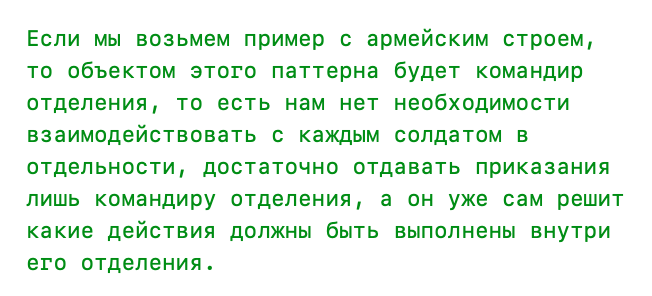 Если мы возьмем пример с армейским строем,
то объектом этого паттерна будет командир
отделения, то есть нам нет необходимости
взаимодействовать с каждым солдатом в
отдельности, достаточно отдавать приказания
лишь командиру отделения, а он уже сам решит
какие действия должны быть выполнены внутри
его отделения.